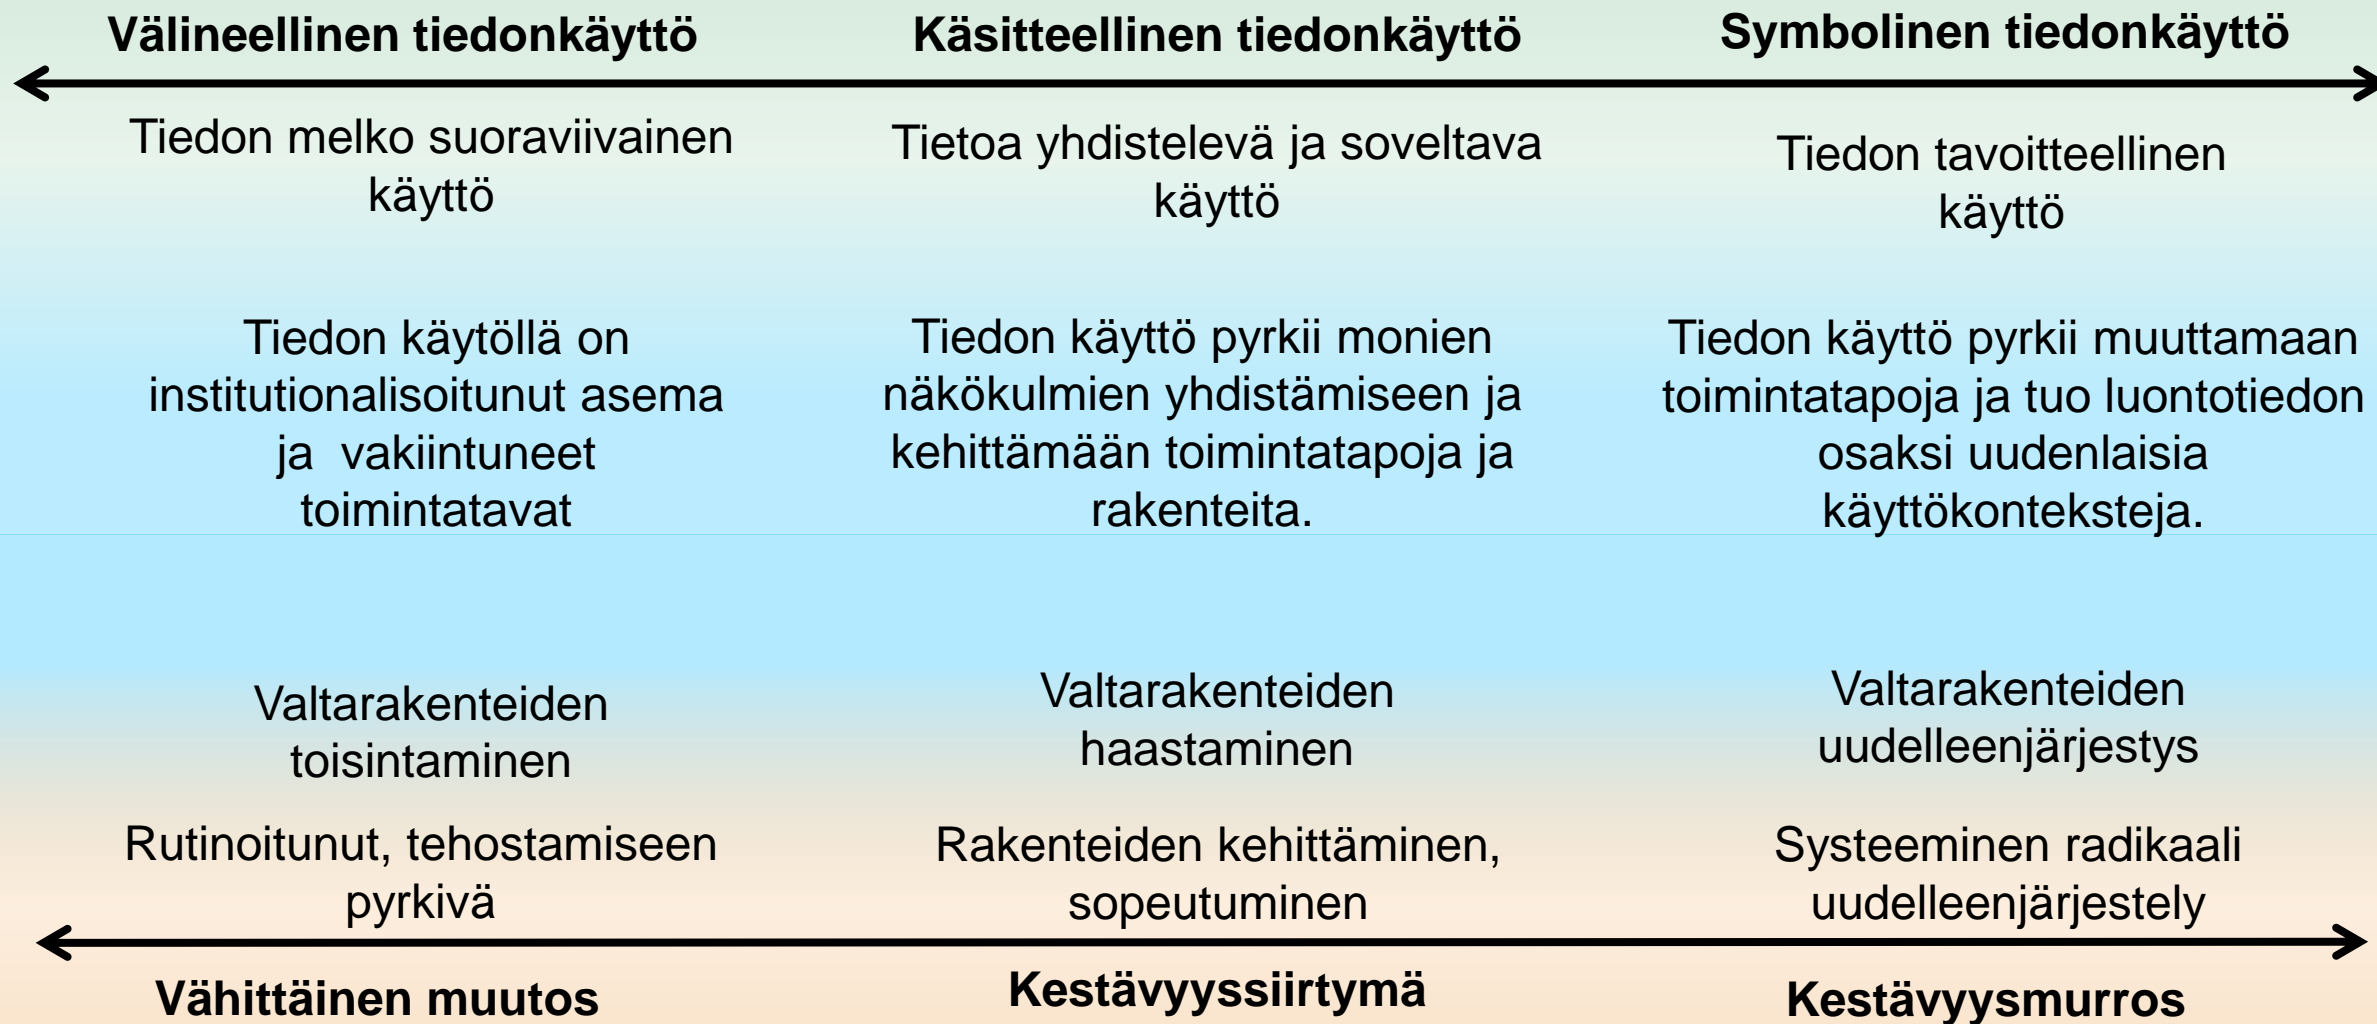 Välineellinen tiedonkäyttö
Käsitteellinen tiedonkäyttö
Symbolinen tiedonkäyttö
Tiedon melko suoraviivainen
käyttö
Tietoa yhdistelevä ja soveltava
käyttö
Tiedon tavoitteellinen
käyttö
Tiedon käytöllä on
institutionalisoitunut asema
ja vakiintuneet
toimintatavat
Tiedon käyttö pyrkii monien
näkökulmien yhdistämiseen ja
kehittämään toimintatapoja ja
rakenteita.
Tiedon käyttö pyrkii muuttamaan
toimintatapoja ja tuo luontotiedon
osaksi uudenlaisia
käyttökonteksteja.
Valtarakenteiden
toisintaminen
Valtarakenteiden
haastaminen
Valtarakenteiden
uudelleenjärjestys
Rutinoitunut, tehostamiseen
pyrkivä
Rakenteiden kehittäminen,
sopeutuminen
Systeeminen radikaali
uudelleenjärjestely
Vähittäinen muutos
Kestävyyssiirtymä
Kestävyysmurros